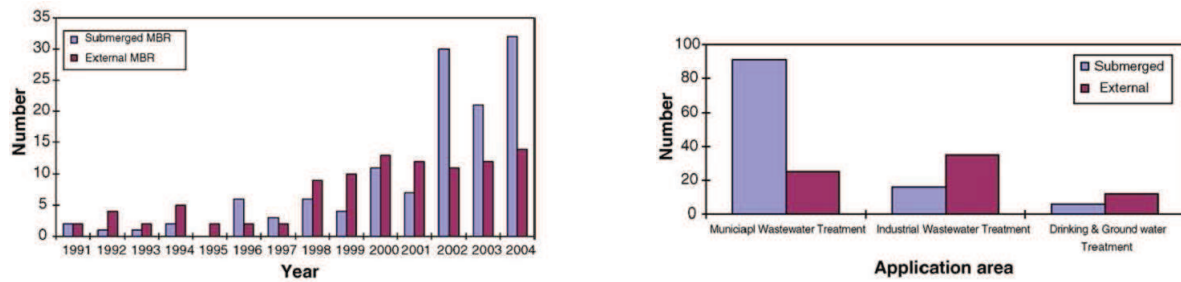 35
30
25
20
15
10
5
0
Number
Submerged MBR
External MBR
1991 1992 1993 1994 1995 1996 1997 1998 1999 2000 2001 2002 2003 2004
Year
100
80
60
40
20
0
Number
Submerged
External
Municiapl Wastewater Treatment Industrial Wastewater Treatment Drinking & Ground water
Treatment
Application area